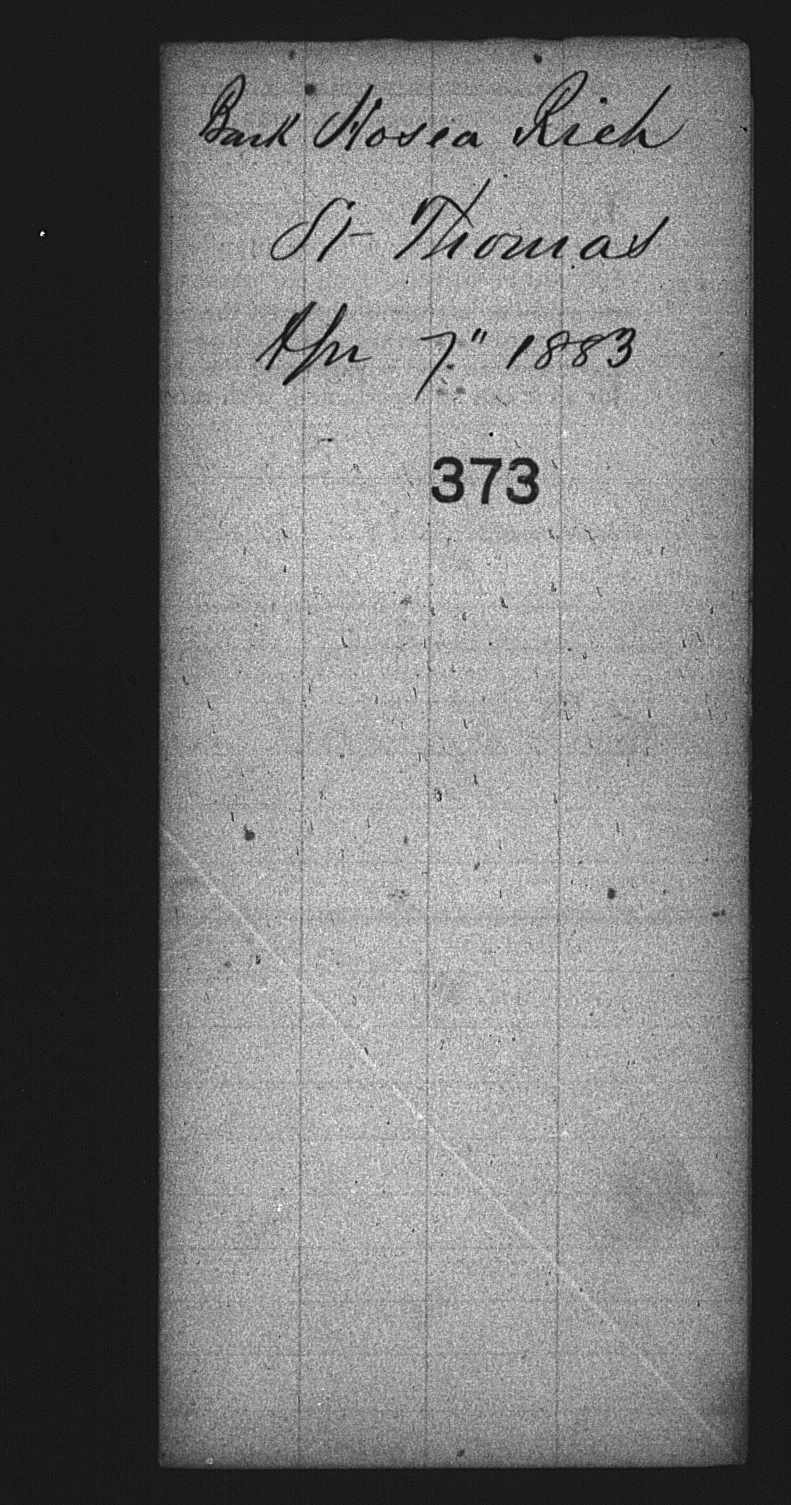 Bark Hosea Rich
St Thomas
Apr 7" 1883
373